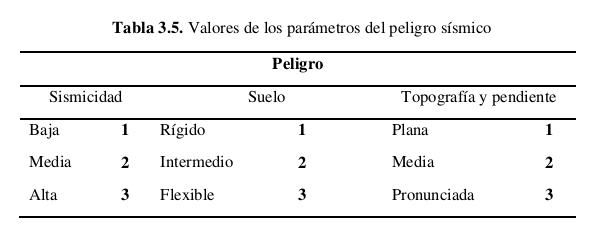 Tabla 3.5. Valores de los parámetros del peligro sísmico
Peligro
Sismicidad Suelo Topografía y pendiente
Baja 1 Rígido 1 Plana 1
Media 2 Intermedio 2 Media 2
Alta 3 Flexible 3 Pronunciada 3